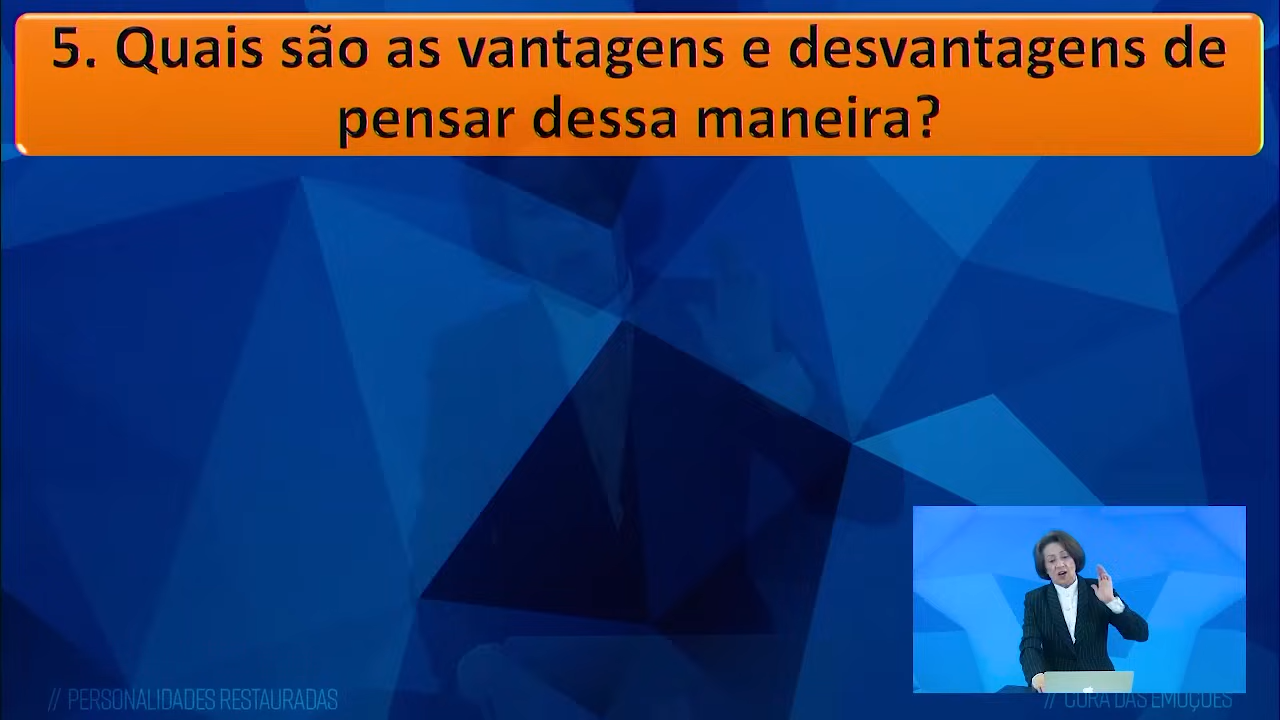 5. Quais são as vantagens e desvantagens de
pensar dessa maneira?
// PERSONALIDADES RESTAURADAS
// CURA DAS EMOÇÕES